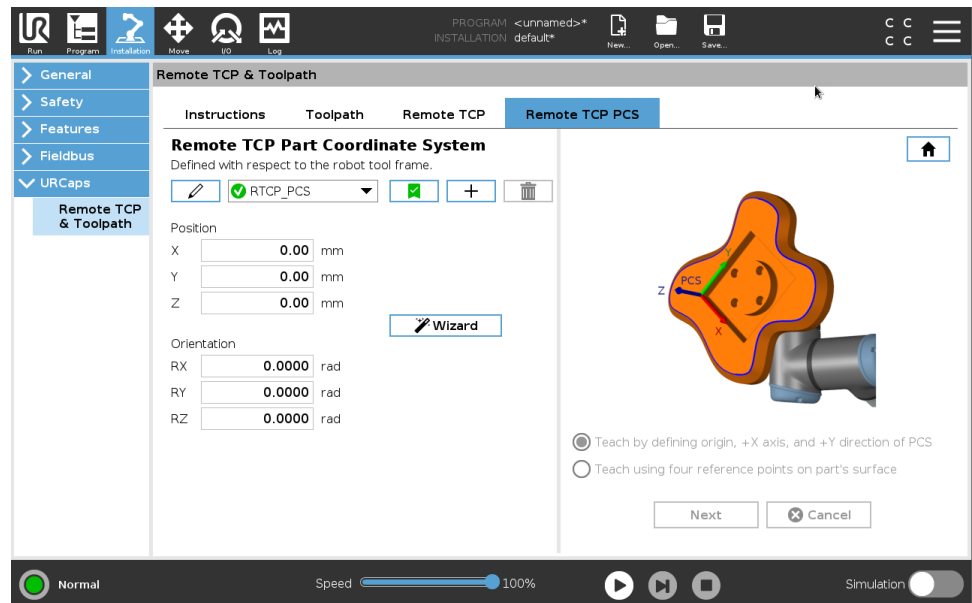 UR
Run
Program
Installation
Move
I/O
Log
PROGRAM <unnamed>*
INSTALLATION default*
New...
Open...
Save...
C C
C C
General
Safety
Features
Fieldbus
URCaps
Remote TCP
& Toolpath
Remote TCP & Toolpath
Instructions
Toolpath
Remote TCP
Remote TCP PCS
Remote TCP Part Coordinate System
Defined with respect to the robot tool frame.
RTCP_PCS
Position
X 0.00 mm
Y 0.00 mm
Z 0.00 mm
Wizard
Orientation
RX 0.0000 rad
RY 0.0000 rad
RZ 0.0000 rad
Y
PCS
Z
X
Teach by defining origin, +X axis, and +Y direction of PCS
Teach using four reference points on part's surface
Next
Cancel
Normal
Speed
100%
Simulation